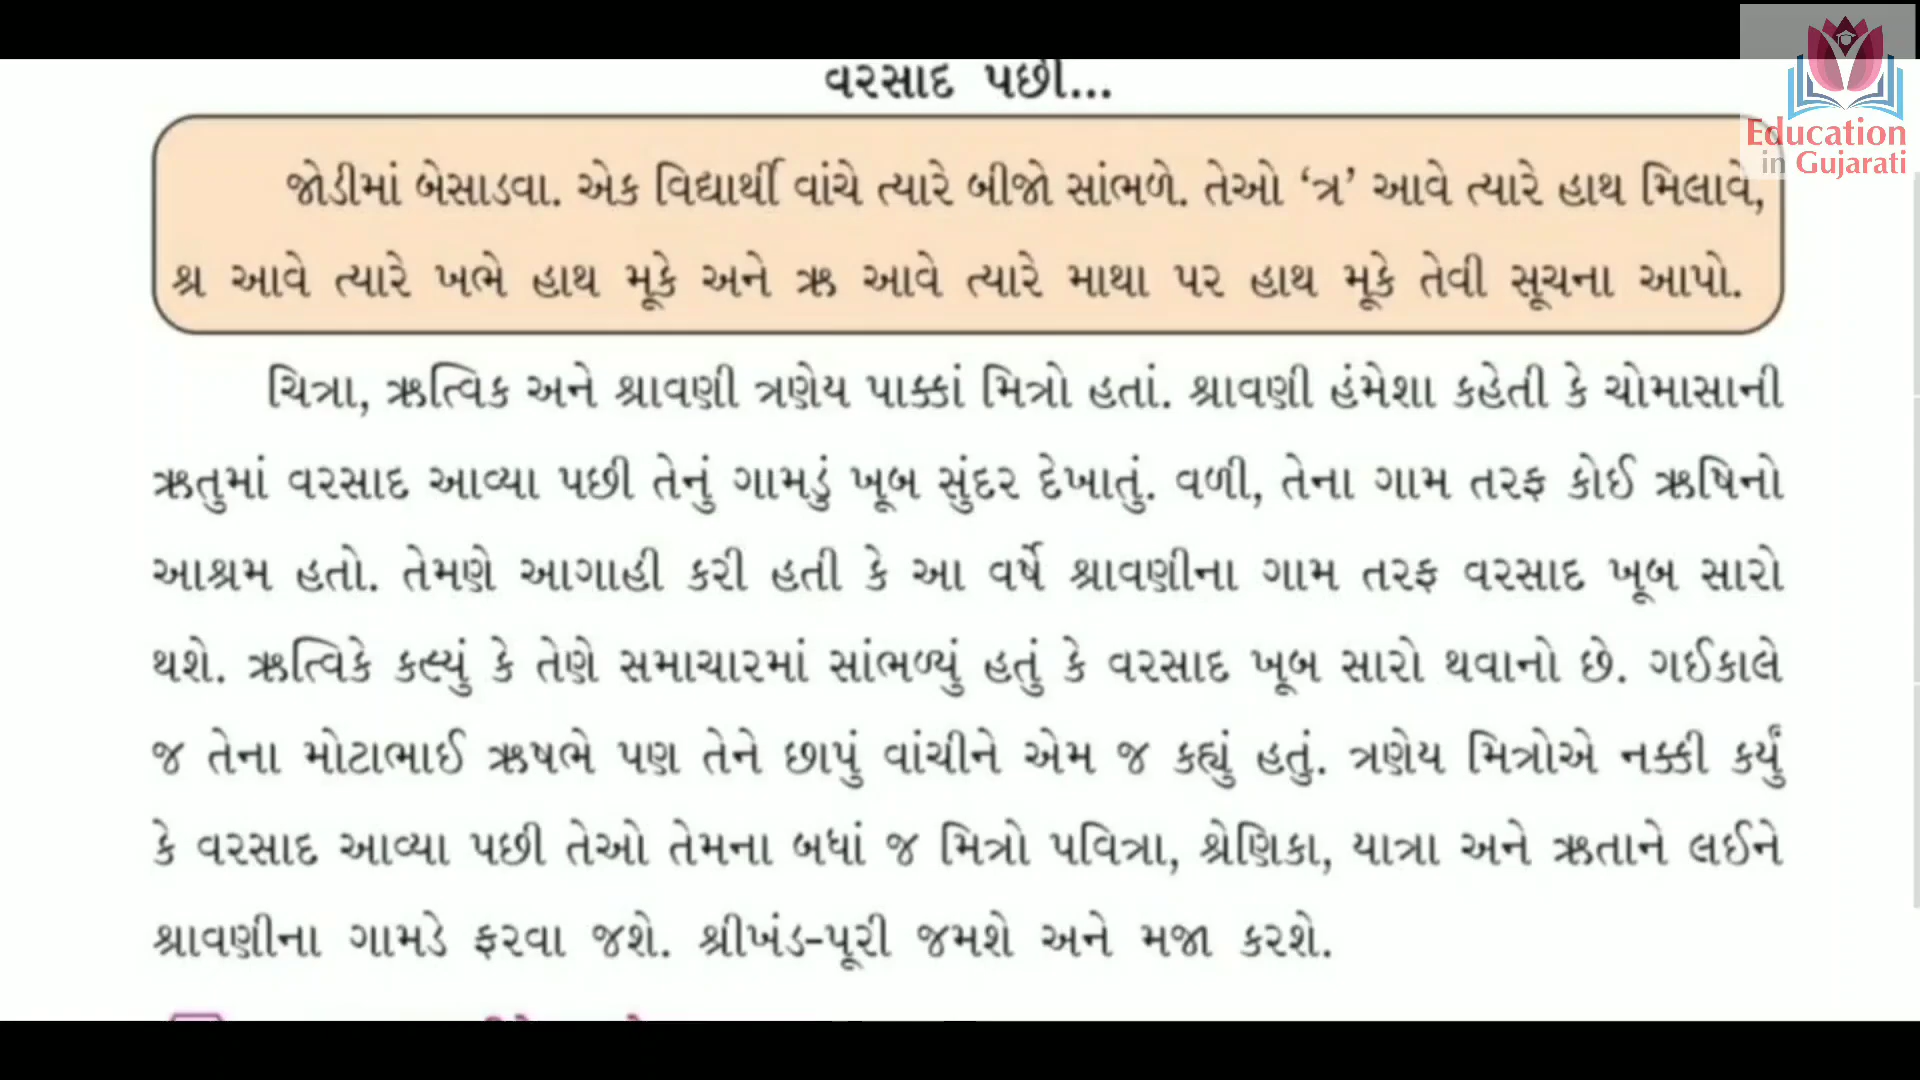 વરસાદ પછી...
Education
in Gujarati
જોડીમાં બેસાડવા. એક વિદ્યાર્થી વાંચે ત્યારે બીજો સાંભળે. તેઓ ‘ત્ર’ આવે ત્યારે હાથ મિલાવે,
શ્ર આવે ત્યારે ખભે હાથ મૂકે અને ઋ આવે ત્યારે માથા પર હાથ મૂકે તેવી સૂચના આપો.
ચિત્રા, ઋત્વિક અને શ્રાવણી ત્રણેય પાક્કાં મિત્રો હતાં. શ્રાવણી હંમેશા કહેતી કે ચોમાસાની
ઋતુમાં વરસાદ આવ્યા પછી તેનું ગામડું ખૂબ સુંદર દેખાતું. વળી, તેના ગામ તરફ કોઈ ઋષિનો
આશ્રમ હતો. તેમણે આગાહી કરી હતી કે આ વર્ષે શ્રાવણીના ગામ તરફ વરસાદ ખૂબ સારો
થશે. ઋત્વિકે કહ્યું કે તેણે સમાચારમાં સાંભળ્યું હતું કે વરસાદ ખૂબ સારો થવાનો છે. ગઈકાલે
જ તેના મોટાભાઈ ઋષભે પણ તેને છાપું વાંચીને એમ જ કહ્યું હતું. ત્રણેય મિત્રોએ નક્કી કર્યું
કે વરસાદ આવ્યા પછી તેઓ તેમના બધાં જ મિત્રો પવિત્રા, શ્રેણિકા, યાત્રા અને ઋતાને લઈને
શ્રાવણીના ગામડે ફરવા જશે. શ્રીખંડ-પૂરી જમશે અને મજા કરશે.